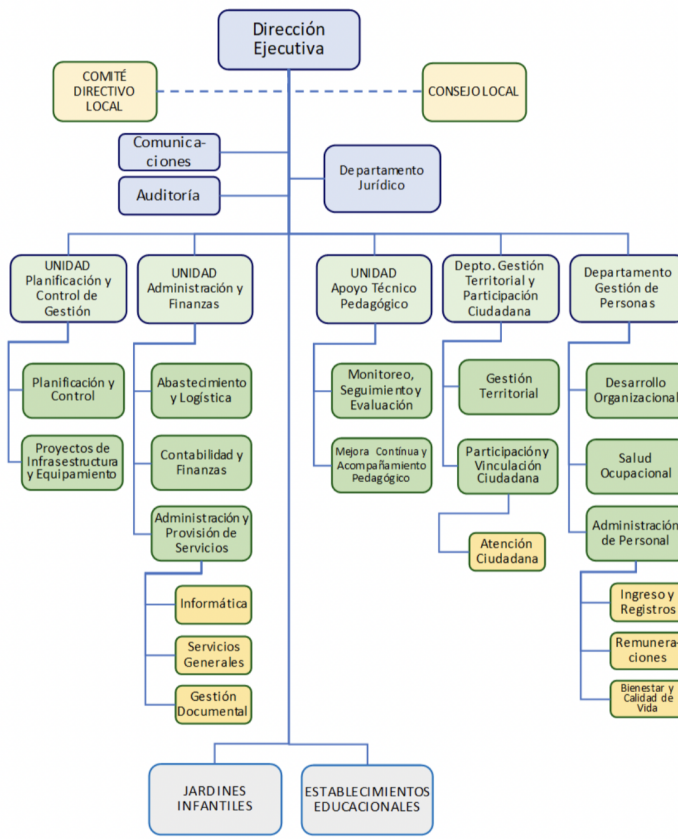 Dirección
Ejecutiva
COMITÉ
DIRECTIVO
LOCAL
CONSEJO LOCAL
Comunica-
ciones
Auditoría
Departamento
Jurídico
UNIDAD
Planificación y
Control de
Gestión
UNIDAD
Administración y
Finanzas
UNIDAD
Apoyo Técnico
Pedagógico
Depto. Gestión
Territorial y
Participación
Ciudadana
Departamento
Gestión de
Personas
Planificación y
Control
Proyectos de
Infrasestructura
y Equipamiento
Abastecimiento
y Logística
Contabilidad y
Finanzas
Administración y
Provisión de
Servicios
Informática
Servicios
Generales
Gestión
Documental
Monitoreo,
Seguimiento y
Evaluación
Mejora Contínua y
Acompañamiento
Pedagógico
Gestión
Territorial
Participación y
Vinculación
Ciudadana
Atención
Ciudadana
Desarrollo
Organizacional
Salud
Ocupacional
Administración
de Personal
Ingreso y
Registros
Remunera-
ciones
Bienestar y
Calidad de
Vida
JARDINES
INFANTILES
ESTABLECIMIENTOS
EDUCACIONALES